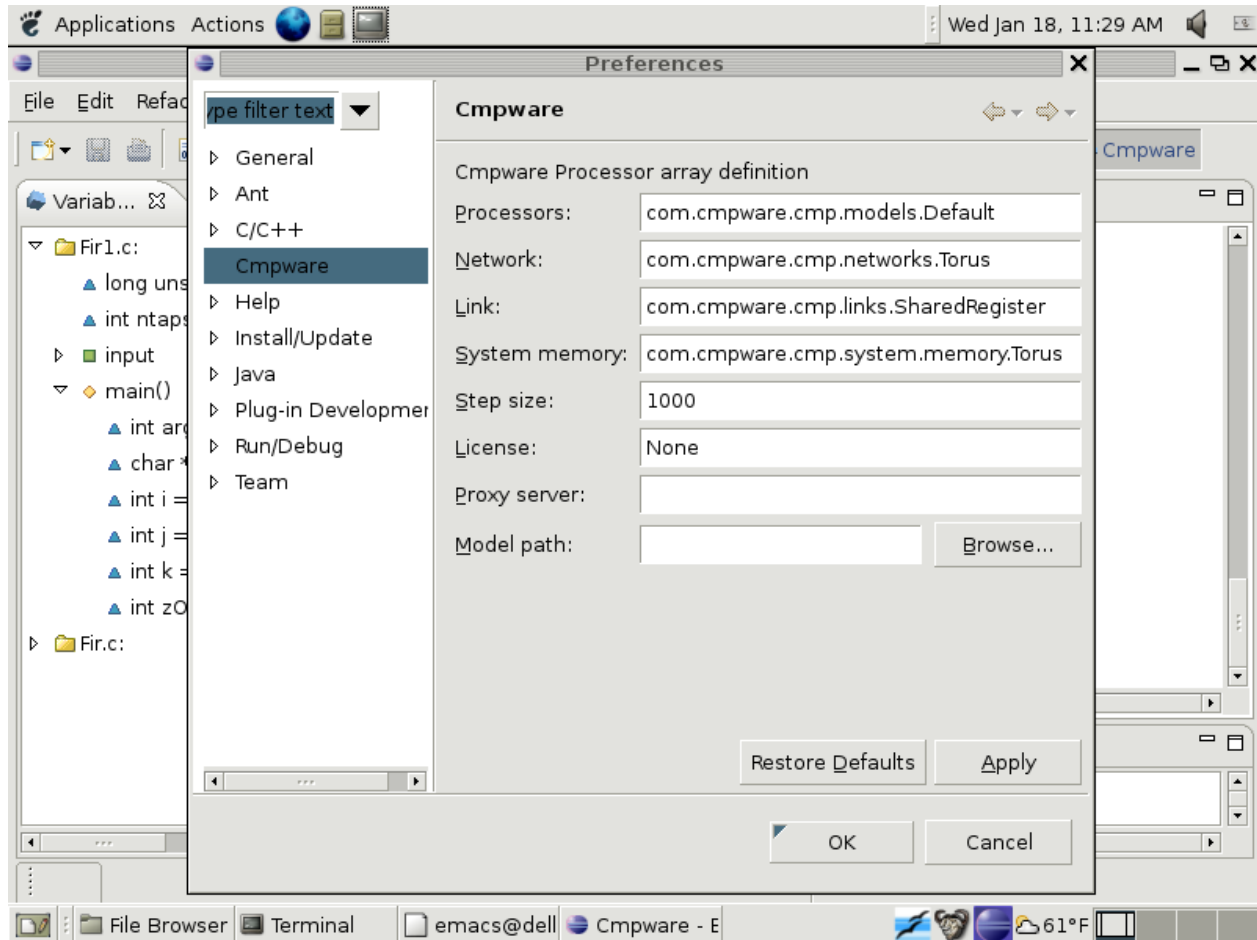 Applications Actions Wed Jan 18, 11:29 AM
Preferences
File Edit Refac
Cmpware
Variab...
Fir1.c:
long uns
int ntaps
input
main()
int arg
char *
int i =
int j =
int k =
int zO
Fir.c:
ype filter text
General
Ant
C/C++
Cmpware
Help
Install/Update
Java
Plug-in Developmer
Run/Debug
Team
Cmpware
Cmpware Processor array definition
Processors: com.cmpware.cmp.models.Default
Network: com.cmpware.cmp.networks.Torus
Link: com.cmpware.cmp.links.SharedRegister
System memory: com.cmpware.cmp.system.memory.Torus
Step size: 1000
License: None
Proxy server:
Model path: Browse...
Restore Defaults Apply
OK Cancel
File Browser Terminal emacs@dell Cmpware - E 61°F